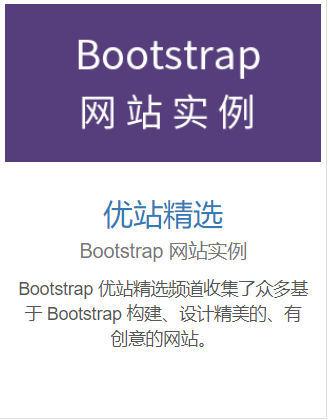 Bootstrap
网站实例
优站精选
Bootstrap 网站实例
Bootstrap 优站精选频道收集了众多基
于 Bootstrap 构建、设计精美的、有
创意的网站。